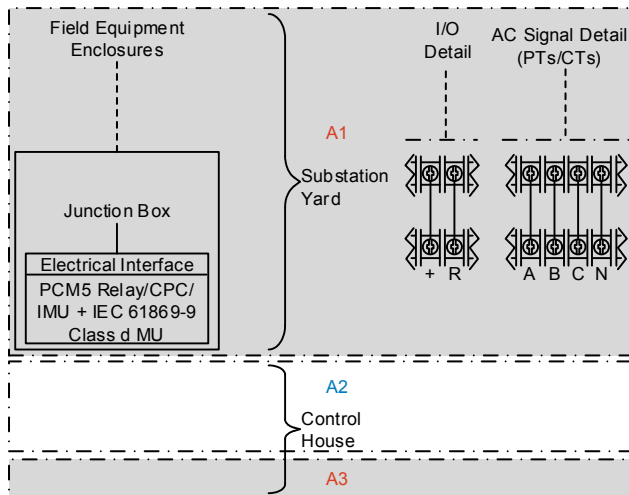 Field Equipment
Enclosures
I/O
Detail
AC Signal Detail
(PTs/CTs)
A1
Substation
Yard
Junction Box
Electrical Interface
PCM5 Relay/CPC/
IMU + IEC 61869-9
Class d MU
+ R
A B C N
A2
Control
House
A3